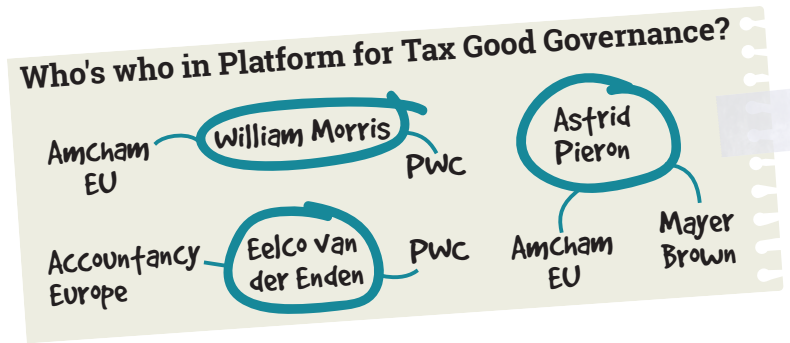 Who's who in Platform for Tax Good Governance?
Amcham
EU
William Morris
PWC
Accountancy
Europe
Eelco van
der Enden
PWC
Astrid
Pieron
Amcham
EU
Mayer
Brown